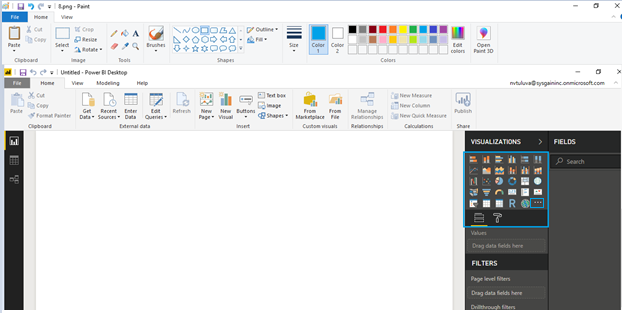 8.png - Paint
File Home View
Paste
Cut
Copy
Clipboard
Select
Crop
Resize
Rotate
Image
Tools
Brushes
Shapes
Outline
Fill
Size
Color 1
Color 2
Colors
Edit colors
Open Paint 3D
Untitled - Power BI Desktop
File Home View Modeling Help
nvtuluva@sysgaininc.onmicrosoft.com
Paste
Cut
Copy
Format Painter
Clipboard
Get Data
Recent Sources
Enter Data
Edit Queries
External data
Refresh
New Page
New Visual
Buttons
Text box
Image
Shapes
Insert
From Marketplace
From File
Custom visuals
Manage Relationships
Relationships
New Measure
New Column
New Quick Measure
Calculations
Publish
Share
VISUALIZATIONS
FIELDS
Search
R
Values
Drag data fields here
FILTERS
Page level filters
Drag data fields here
Drillthrough filters